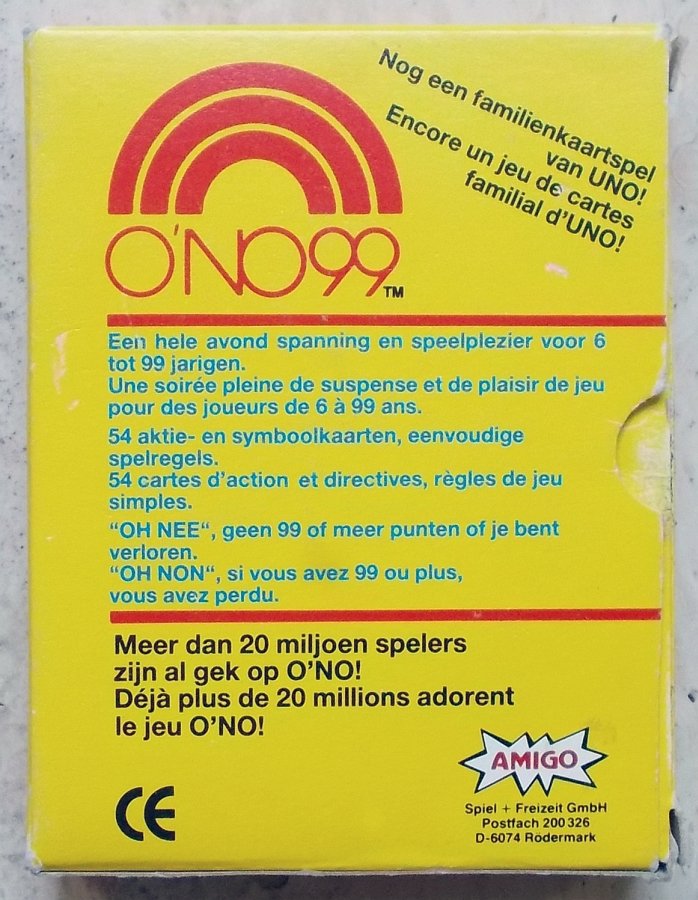 Nog een familienkaartspel
van UNO!
Encore un jeu de cartes
familial d'UNO!
O'NO99
TM
Een hele avond spanning en speelplezier voor 6
tot 99 jarigen.
Une soirée pleine de suspense et de plaisir de jeu
pour des joueurs de 6 à 99 ans.
54 aktie- en symboolkaarten, eenvoudige
spelregels.
54 cartes d'action et directives, règles de jeu
simples.
"OH NEE“, geen 99 of meer punten of je bent
verloren.
"OH NON“, si vous avez 99 ou plus,
vous avez perdu.
Meer dan 20 miljoen spelers
zijn al gek op O'NO!
Déjà plus de 20 millions adorent
le jeu O'NO!
CE
AMIGO
Spiel + Freizeit GmbH
Postfach 200 326
D-6074 Rödermark